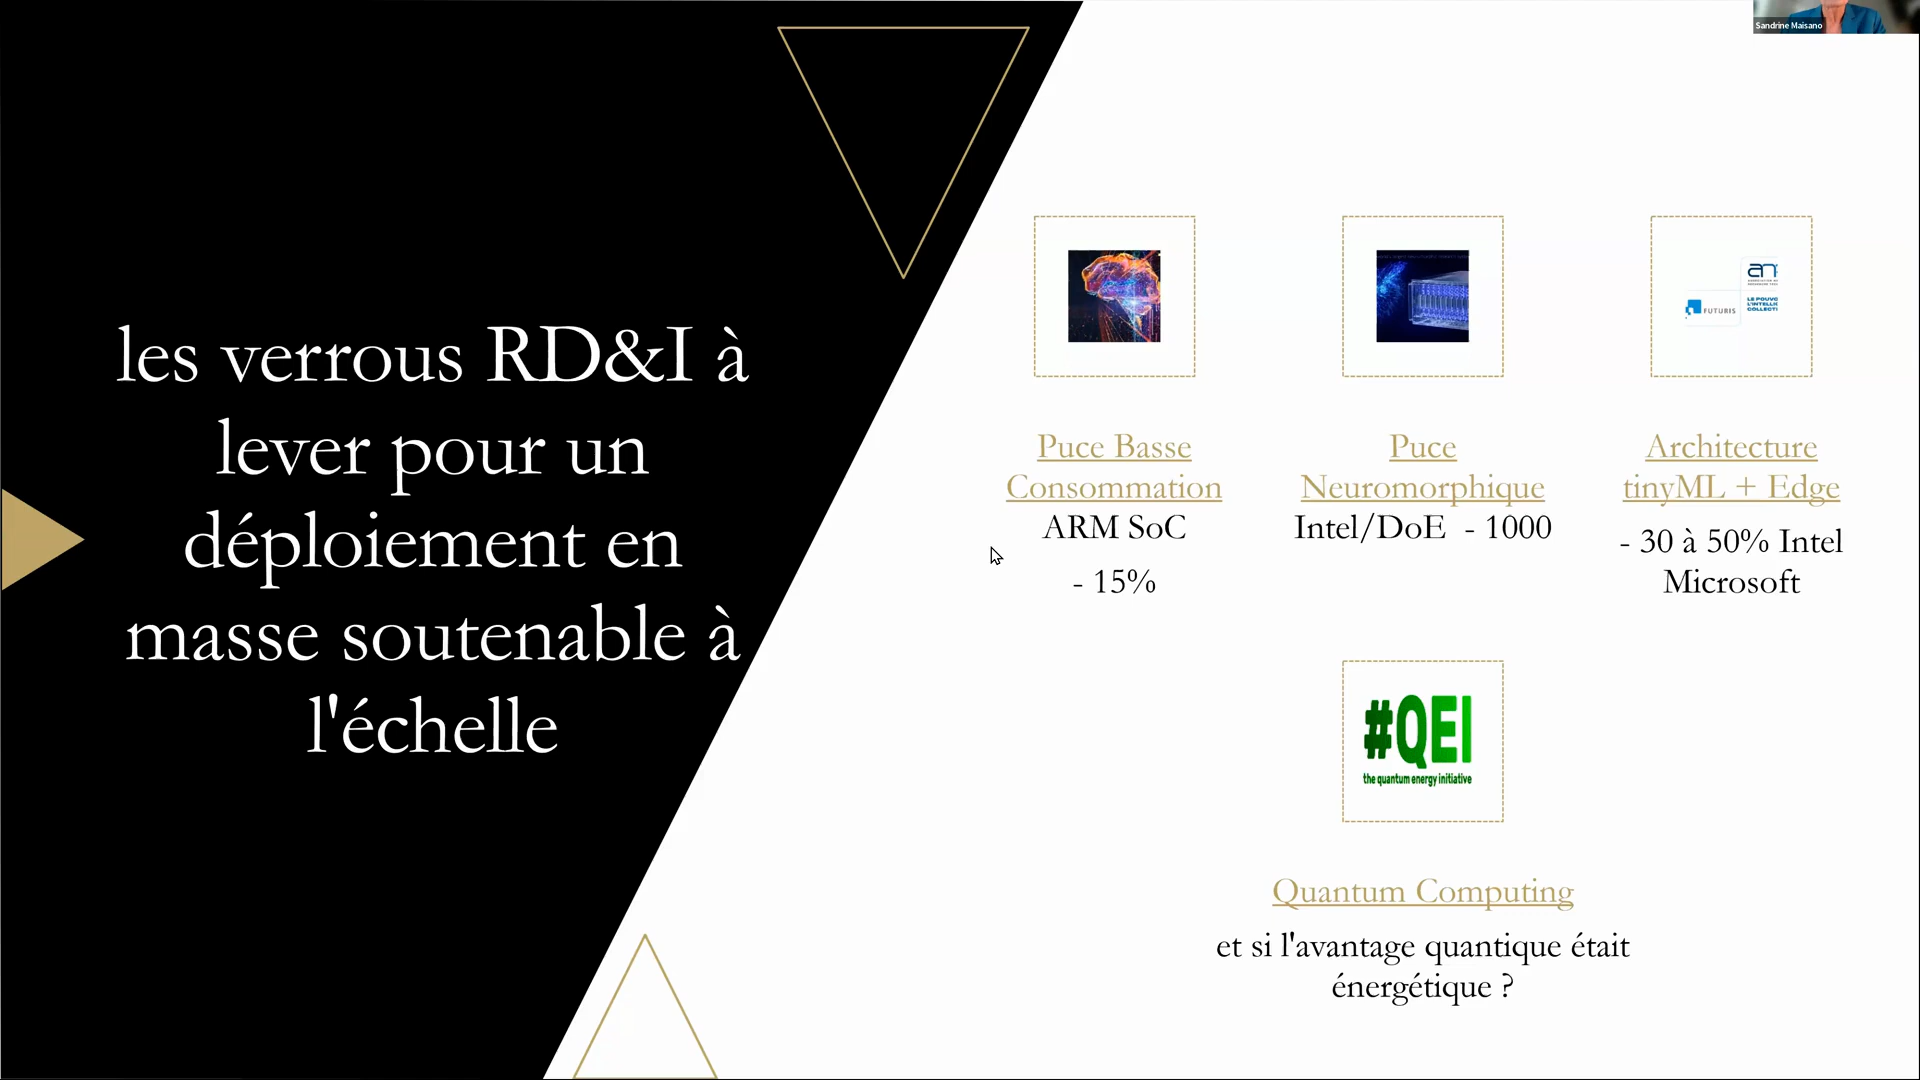 Sandrine Maisano
les verrous RD&I à
lever pour un
déploiement en
masse soutenable à
l'échelle
FUTURIS
Puce Basse
Consommation
ARM SoC
- 15%
Puce
Neuromorphique
Intel/DoE - 1000
Architecture
tinyML + Edge
- 30 à 50% Intel
Microsoft
#QEI
the quantum energy initiative
Quantum Computing
et si l'avantage quantique était
énergétique ?